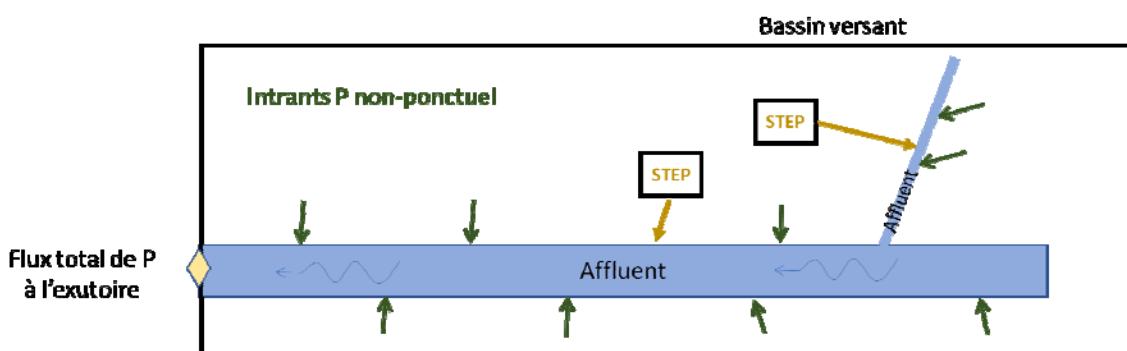 Bassin versant
Intrants P non-ponctuel
STEP
STEP
Affluent
Flux total de P
à l'exutoire
Affluent